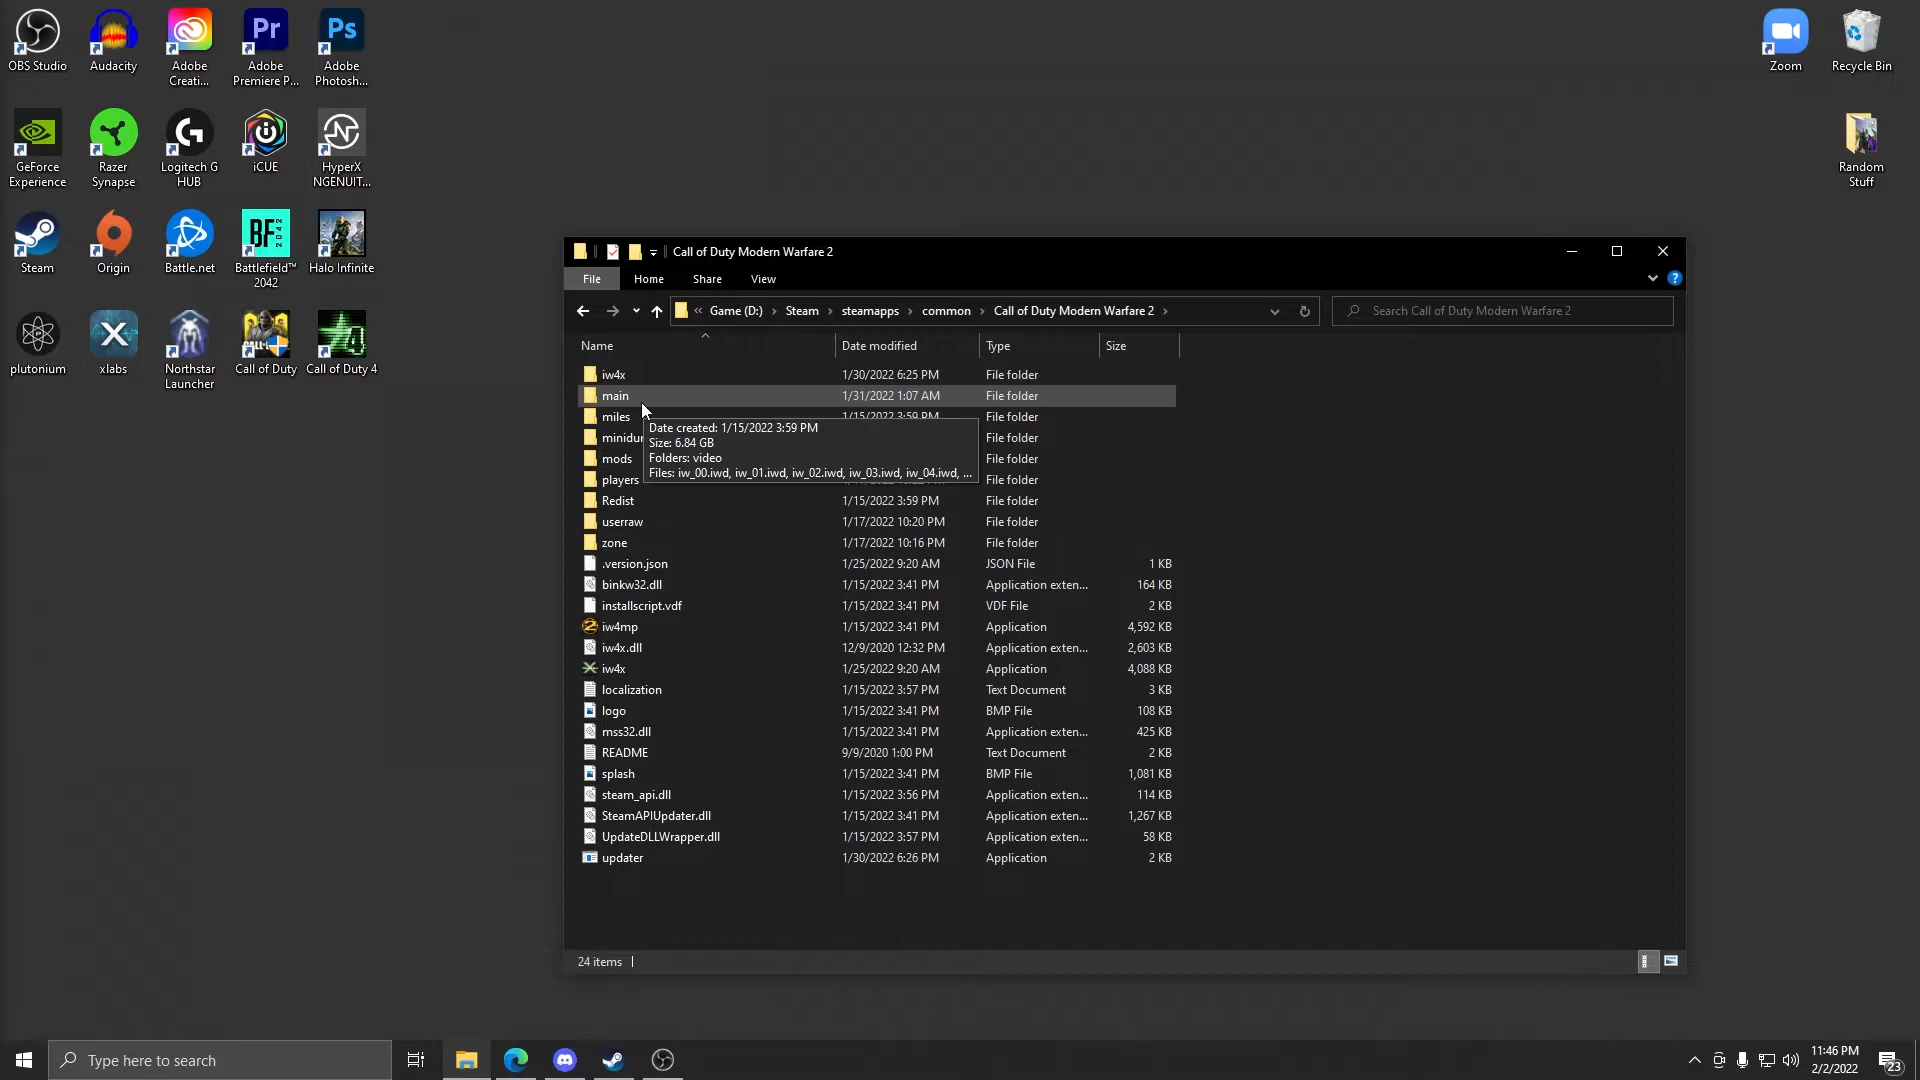 OBS Studio
Audacity
Adobe
Creati...
Pr
Adobe
Premiere P...
Ps
Adobe
Photosh...
Zoom
Recycle Bin
GeForce
Experience
Razer
Synapse
Logitech G
HUB
iCUE
HyperX
NGENUIT...
Random
Stuff
Steam
Origin
Battle.net
BF
2042
Battlefield™
2042
Halo Infinite
plutonium
xlabs
Northstar
Launcher
Call of Duty
4
Call of Duty 4
Call of Duty Modern Warfare 2
File Home Share View
« Game (D:) › Steam › steamapps › common › Call of Duty Modern Warfare 2 ›
Search Call of Duty Modern Warfare 2
Name Date modified Type Size
iw4x 1/30/2022 6:25 PM File folder
main 1/31/2022 1:07 AM File folder
miles 1/15/2022 3:59 PM File folder
minidu File folder
mods File folder
players File folder
Date created: 1/15/2022 3:59 PM
Size: 6.84 GB
Folders: video
Files: iw_00.iwd, iw_01.iwd, iw_02.iwd, iw_03.iwd, iw_04.iwd, ...
Redist 1/15/2022 3:59 PM File folder
userraw 1/17/2022 10:20 PM File folder
zone 1/17/2022 10:16 PM File folder
.version.json 1/25/2022 9:20 AM JSON File 1 KB
binkw32.dll 1/15/2022 3:41 PM Application exten... 164 KB
installscript.vdf 1/15/2022 3:41 PM VDF File 2 KB
iw4mp 1/15/2022 3:41 PM Application 4,592 KB
iw4x.dll 12/9/2020 12:32 PM Application exten... 2,603 KB
iw4x 1/25/2022 9:20 AM Application 4,088 KB
localization 1/15/2022 3:57 PM Text Document 3 KB
logo 1/15/2022 3:41 PM BMP File 108 KB
mss32.dll 1/15/2022 3:41 PM Application exten... 425 KB
README 9/9/2020 1:00 PM Text Document 2 KB
splash 1/15/2022 3:41 PM BMP File 1,081 KB
steam_api.dll 1/15/2022 3:56 PM Application exten... 114 KB
SteamAPIUpdater.dll 1/15/2022 3:41 PM Application exten... 1,267 KB
UpdateDLLWrapper.dll 1/15/2022 3:57 PM Application exten... 58 KB
updater 1/30/2022 6:26 PM Application 2 KB
24 items
Type here to search
11:46 PM
2/2/2022
23